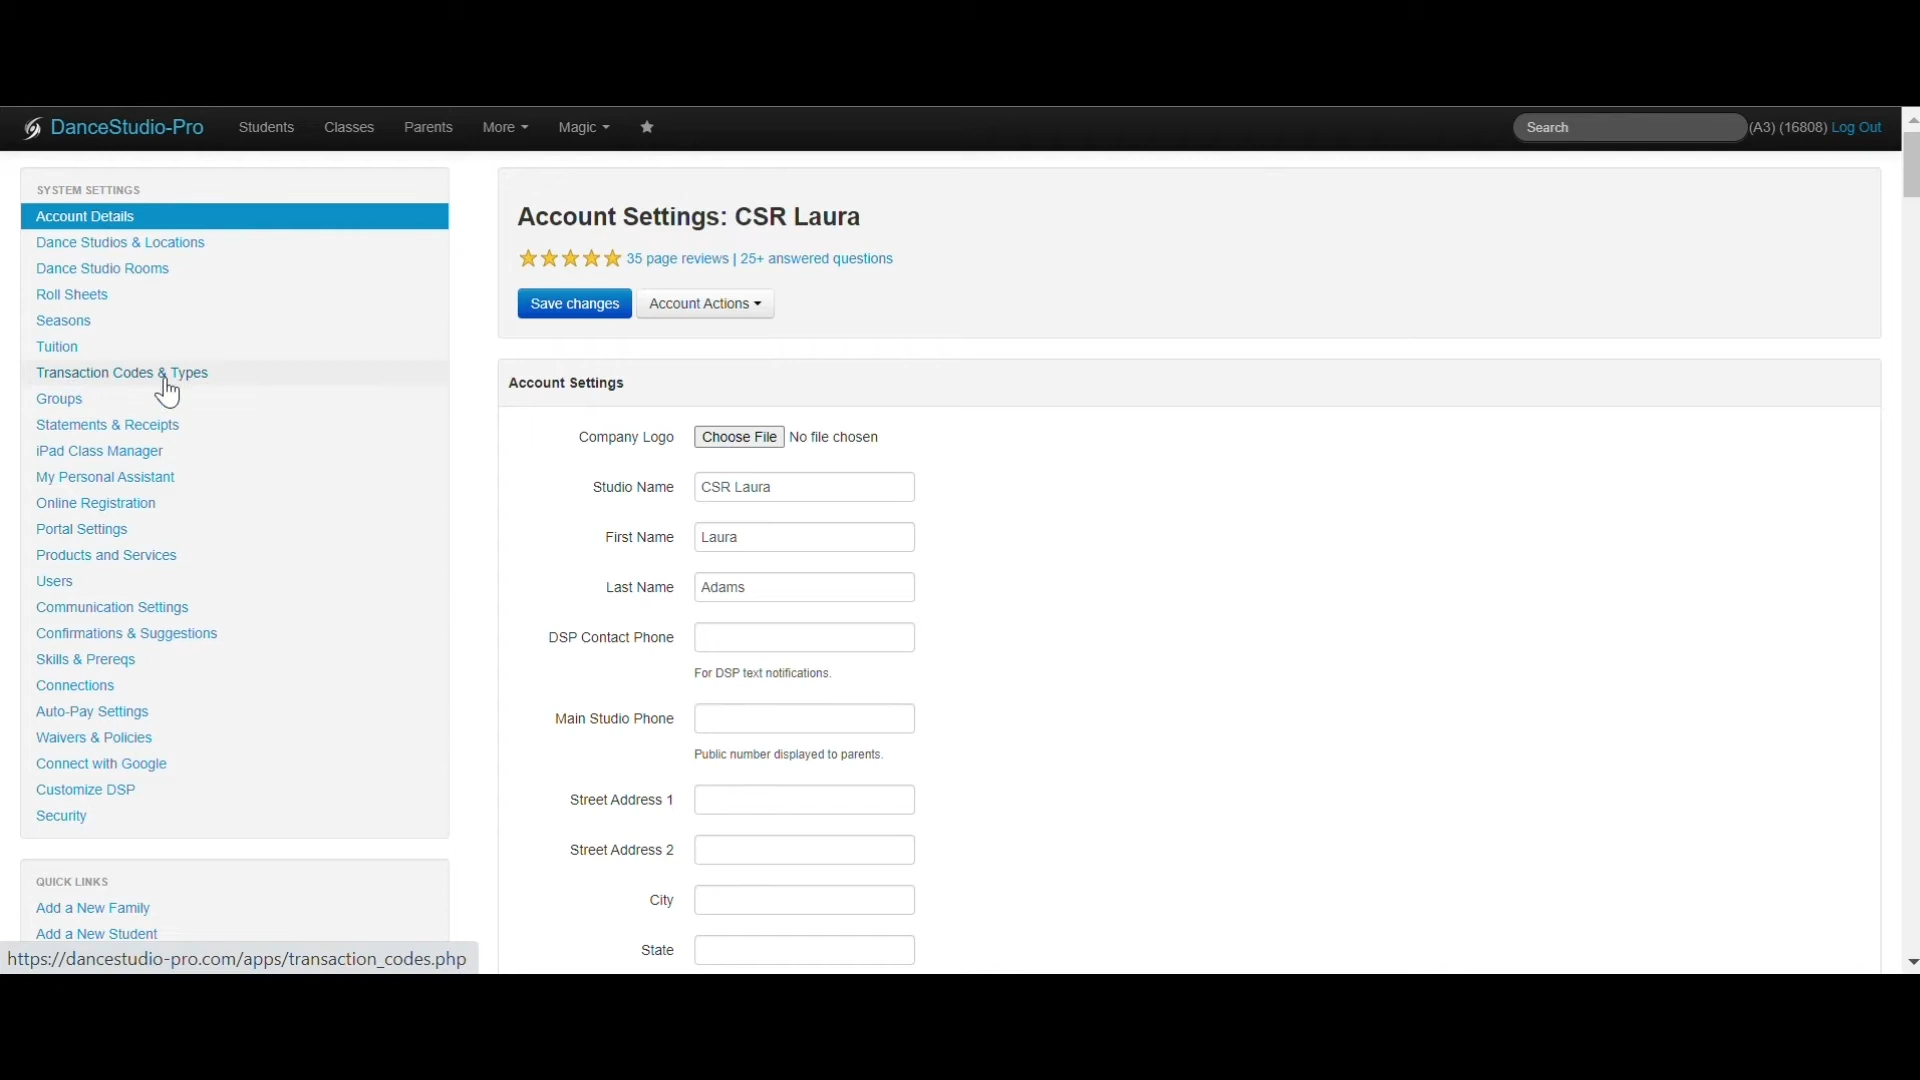 DanceStudio-Pro Students Classes Parents More Magic Search (A3) (16808) Log Out
SYSTEM SETTINGS
Account Details
Dance Studios & Locations
Dance Studio Rooms
Roll Sheets
Seasons
Tuition
Transaction Codes & Types
Groups
Statements & Receipts
iPad Class Manager
My Personal Assistant
Online Registration
Portal Settings
Products and Services
Users
Communication Settings
Confirmations & Suggestions
Skills & Prereqs
Connections
Auto-Pay Settings
Waivers & Policies
Connect with Google
Customize DSP
Security
QUICK LINKS
Add a New Family
Add a New Student
https://dancestudio-pro.com/apps/transaction_codes.php
Account Settings: CSR Laura
35 page reviews | 25+ answered questions
Save changes Account Actions
Account Settings
Company Logo Choose File No file chosen
Studio Name CSR Laura
First Name Laura
Last Name Adams
DSP Contact Phone
For DSP text notifications.
Main Studio Phone
Public number displayed to parents.
Street Address 1
Street Address 2
City
State